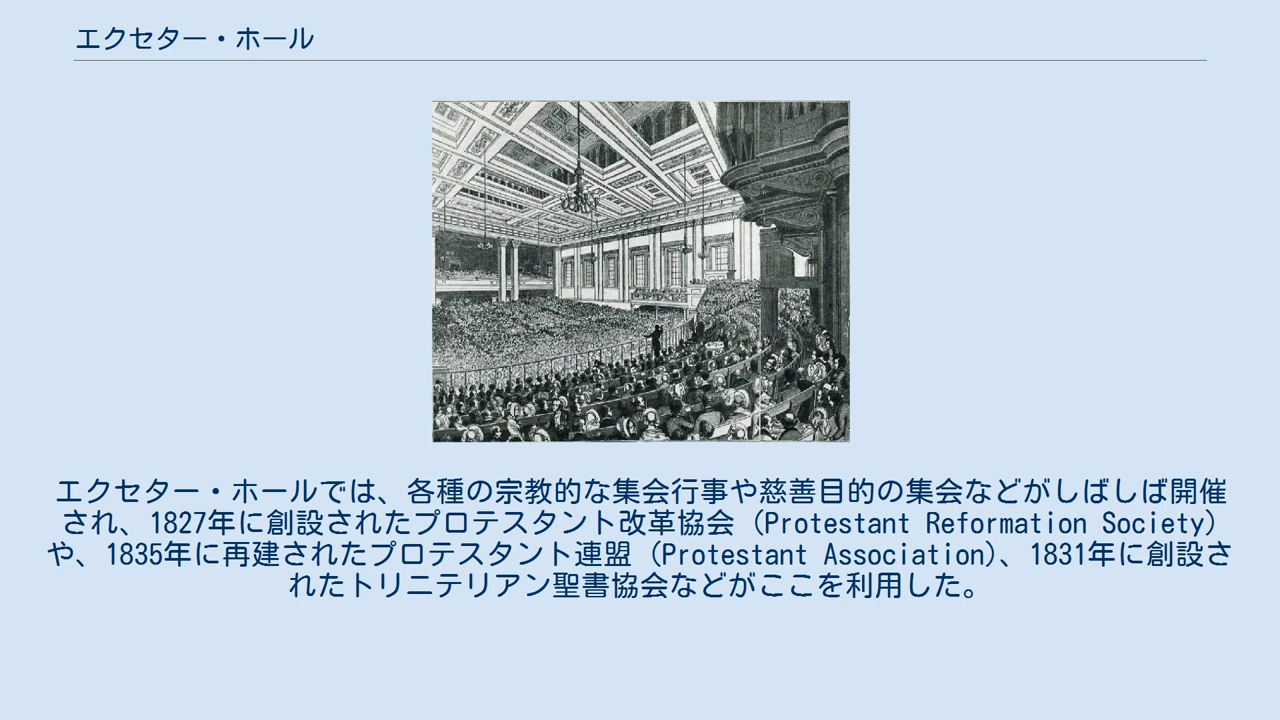 エクセター・ホール
エクセター・ホールでは、各種の宗教的な集会行事や慈善目的の集会などがしばしば開催
され、1827年に創設されたプロテスタント改革協会（Protestant Reformation Society）
や、1835年に再建されたプロテスタント連盟（Protestant Association）、1831年に創設さ
れたトリニテリアン聖書協会などがここを利用した。